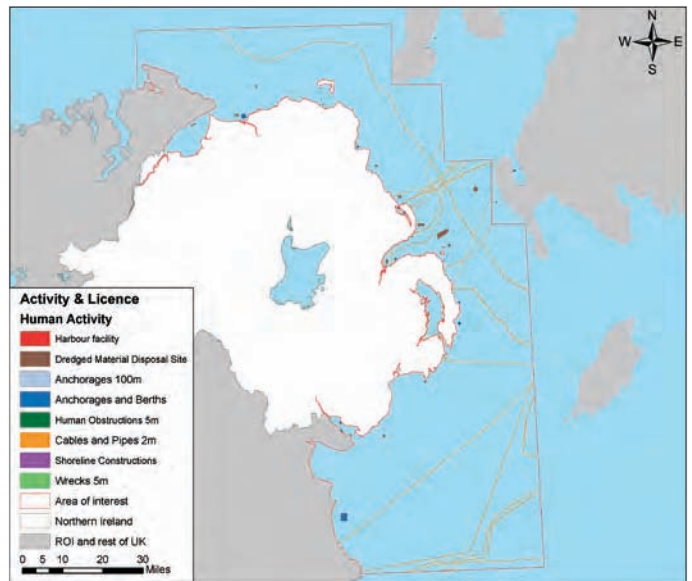 N
W E
S
Activity & Licence
Human Activity
Harbour facility
Dredged Material Disposal Site
Anchorages 100m
Anchorages and Berths
Human Obstructions 5m
Cables and Pipes 2m
Shoreline Constructions
Wrecks 5m
Area of interest
Northern Ireland
ROI and rest of UK
0 5 10 20 30
Miles